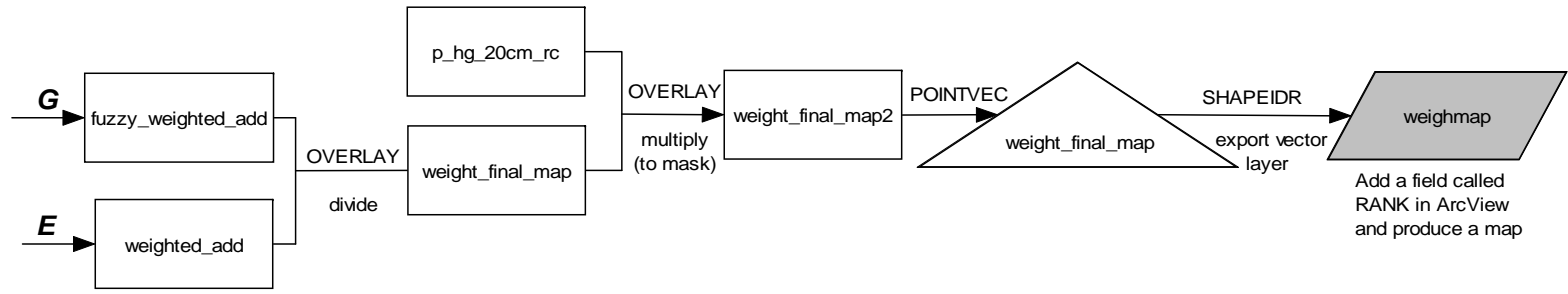 p_hg_20cm_rc
G
fuzzy_weighted_add
OVERLAY
divide
E
weighted_add
weight_final_map
OVERLAY
multiply
(to mask)
weight_final_map2
POINTVEC
weight_final_map
SHAPEIDR
export vector
layer
weighmap
Add a field called
RANK in ArcView
and produce a map